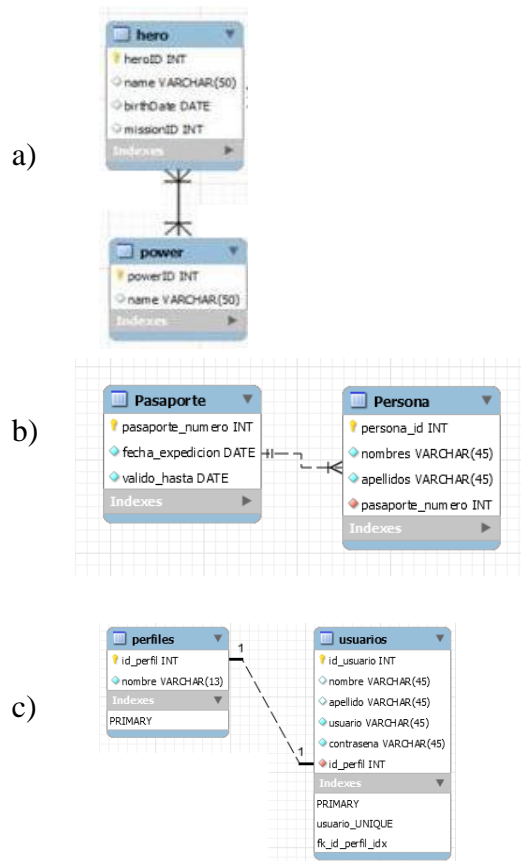 a)
hero
heroID INT
name VARCHAR(50)
birthDate DATE
missionID INT
Indexes
power
powerID INT
name VARCHAR(50)
Indexes
b)
Pasaporte
pasaporte_numero INT
fecha_expedicion DATE
valido_hasta DATE
Indexes
Persona
persona_id INT
nombres VARCHAR(45)
apellidos VARCHAR(45)
pasaporte_numero INT
Indexes
c)
perfiles
id_perfil INT
nombre VARCHAR(13)
Indexes
PRIMARY
1
1
usuarios
id_usuario INT
nombre VARCHAR(45)
apellido VARCHAR(45)
usuario VARCHAR(45)
contrasena VARCHAR(45)
id_perfil INT
Indexes
PRIMARY
usuario_UNIQUE
fk_id_perfil_idx